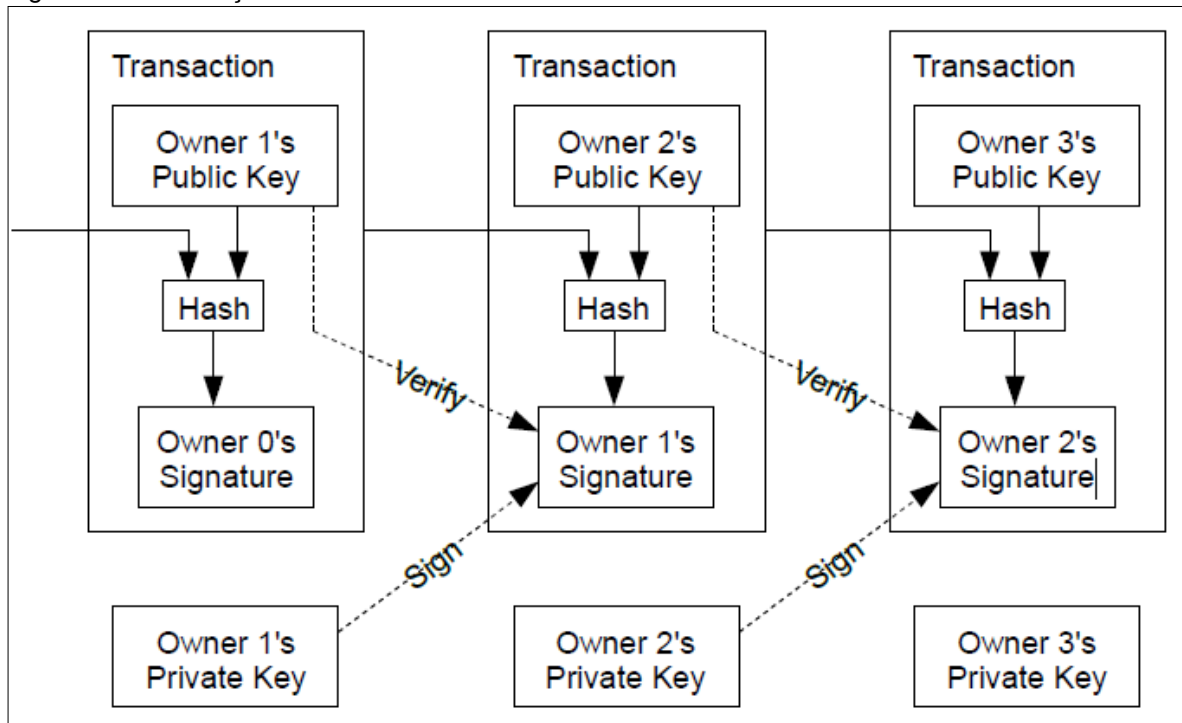 Transaction
Transaction
Transaction
Owner 1's
Public Key
Owner 2's
Public Key
Owner 3's
Public Key
Hash
Hash
Hash
Verify
Verify
Owner 0's
Signature
Owner 1's
Signature
Owner 2's
Signature
Sign
Sign
Owner 1's
Private Key
Owner 2's
Private Key
Owner 3's
Private Key